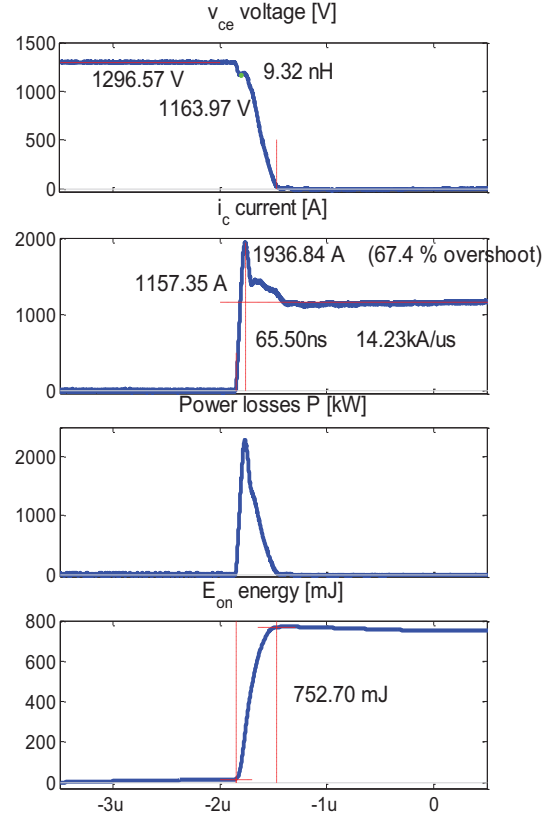 v_ce voltage [V]
1500
1000
500
0
1296.57 V
9.32 nH
1163.97 V
i_c current [A]
2000
1000
0
1936.84 A (67.4 % overshoot)
1157.35 A
65.50ns 14.23kA/us
Power losses P [kW]
2000
1000
0
E_on energy [mJ]
800
600
400
200
0
752.70 mJ
-3u -2u -1u 0